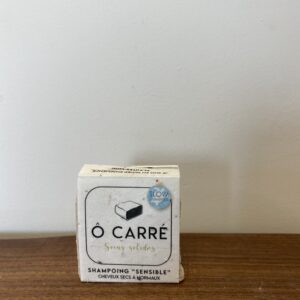 Ô CARRÉ
Soins solides
SHAMPOING "SENSIBLE"
CHEVEUX SECS À NORMAUX